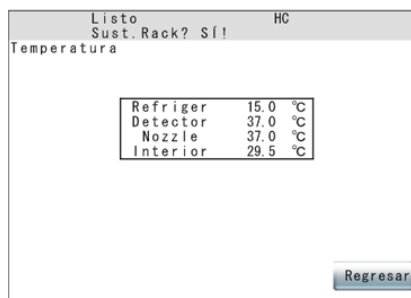 Listo HC
Sust.Rack? SÍ!
Temperatura
Refriger 15.0 °C
Detector 37.0 °C
Nozzle 37.0 °C
Interior 29.5 °C
Regresar